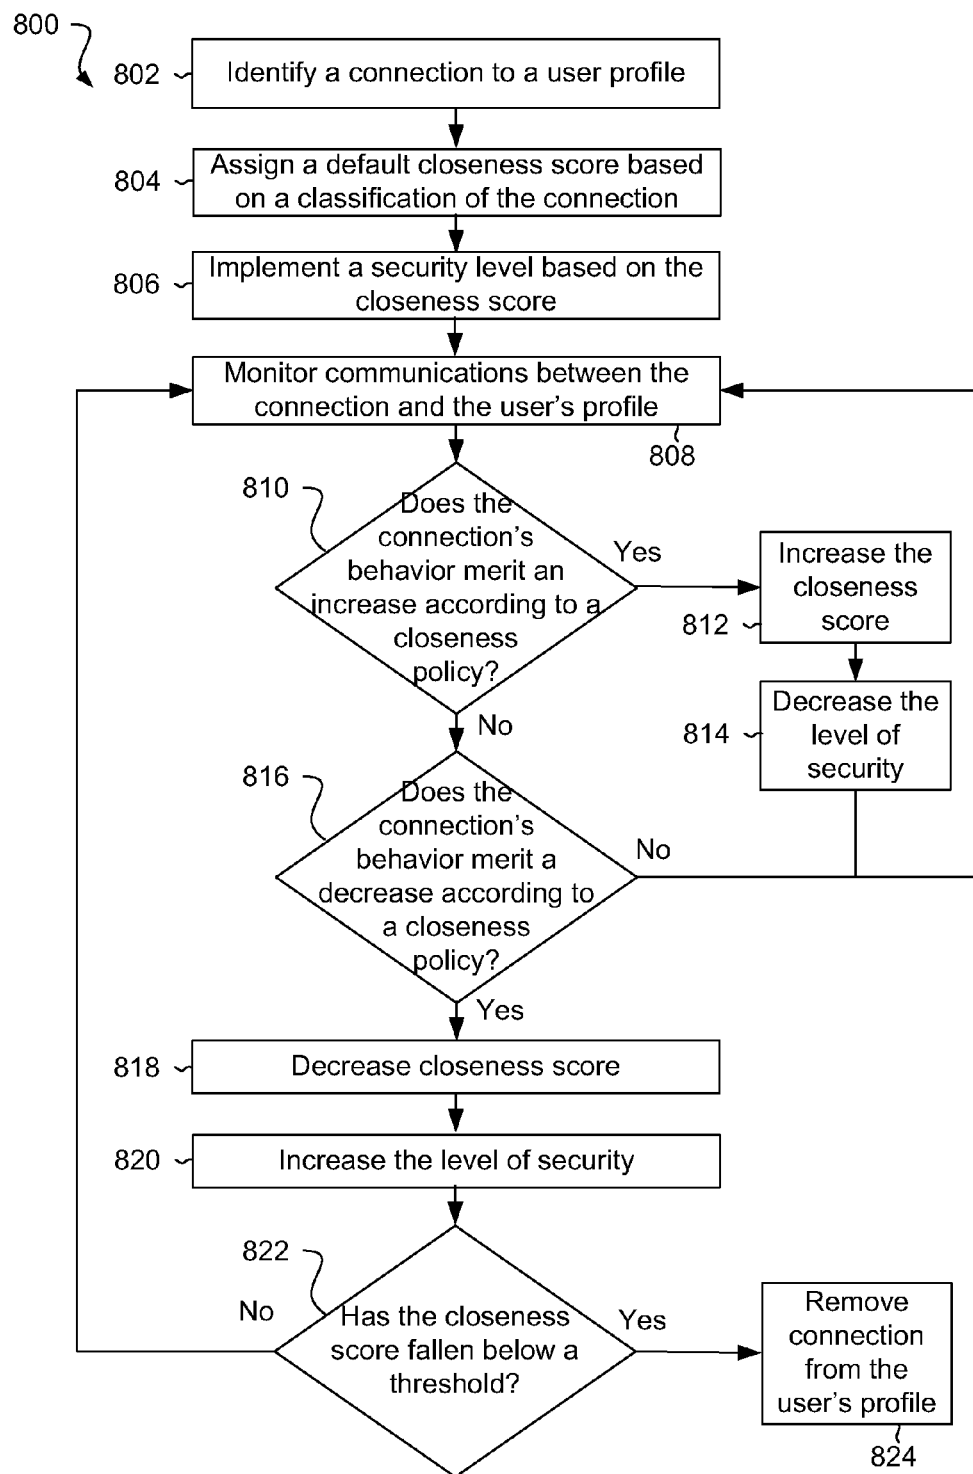 800
802
Identify a connection to a user profile
804
Assign a default closeness score based
on a classification of the connection
806
Implement a security level based on the
closeness score
Monitor communications between the
connection and the user's profile
808
810
Does the
connection's
behavior merit an
increase according to a
closeness
policy?
Yes
Increase the
closeness
score
812
Decrease the
level of
security
814
No
816
Does the
connection's
behavior merit a
decrease according to
a closeness
policy?
No
Yes
818
Decrease closeness score
820
Increase the level of security
822
No
Has the closeness
score fallen below a
threshold?
Yes
Remove
connection
from the
user's profile
824